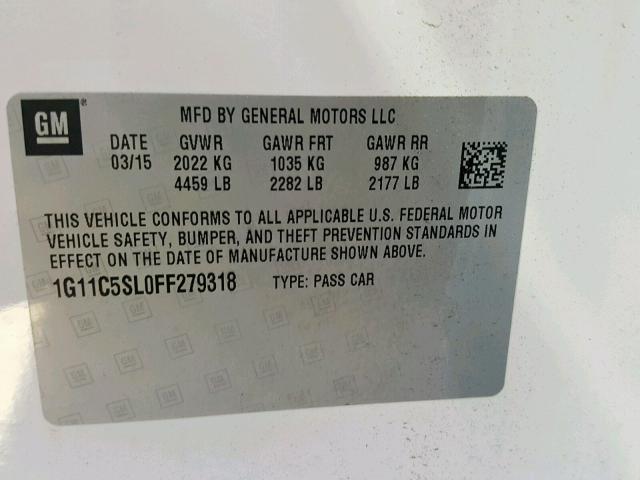 GM ® MFD BY GENERAL MOTORS LLC
DATE GVWR GAWR FRT GAWR RR
03/15 2022 KG 1035 KG 987 KG
4459 LB 2282 LB 2177 LB
THIS VEHICLE CONFORMS TO ALL APPLICABLE U.S. FEDERAL MOTOR
VEHICLE SAFETY, BUMPER, AND THEFT PREVENTION STANDARDS IN
EFFECT ON THE DATE OF MANUFACTURE SHOWN ABOVE.
1G11C5SL0FF279318 TYPE: PASS CAR